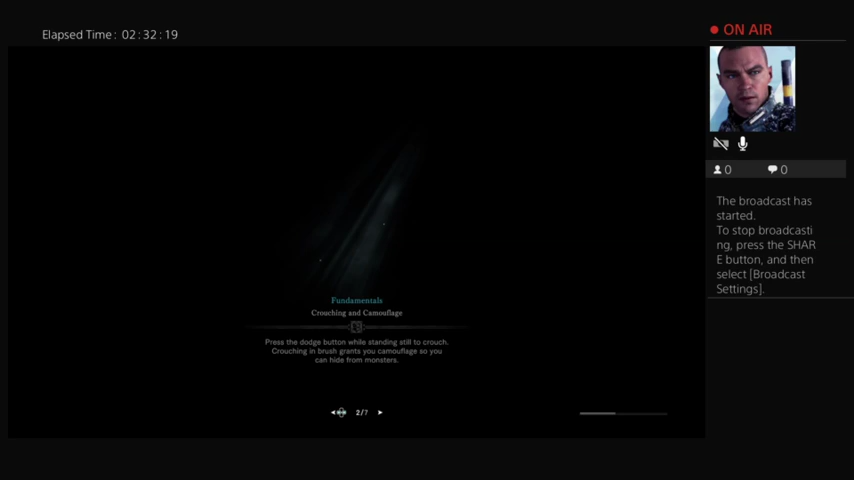 Elapsed Time: 02:32:19
ON AIR
0
0
The broadcast has
started.
To stop broadcasti
ng, press the SHAR
E button, and then
select [Broadcast
Settings].
Fundamentals
Crouching and Camouflage
Press the dodge button while standing still to crouch.
Crouching in brush grants you camouflage so you
can hide from monsters.
2/7